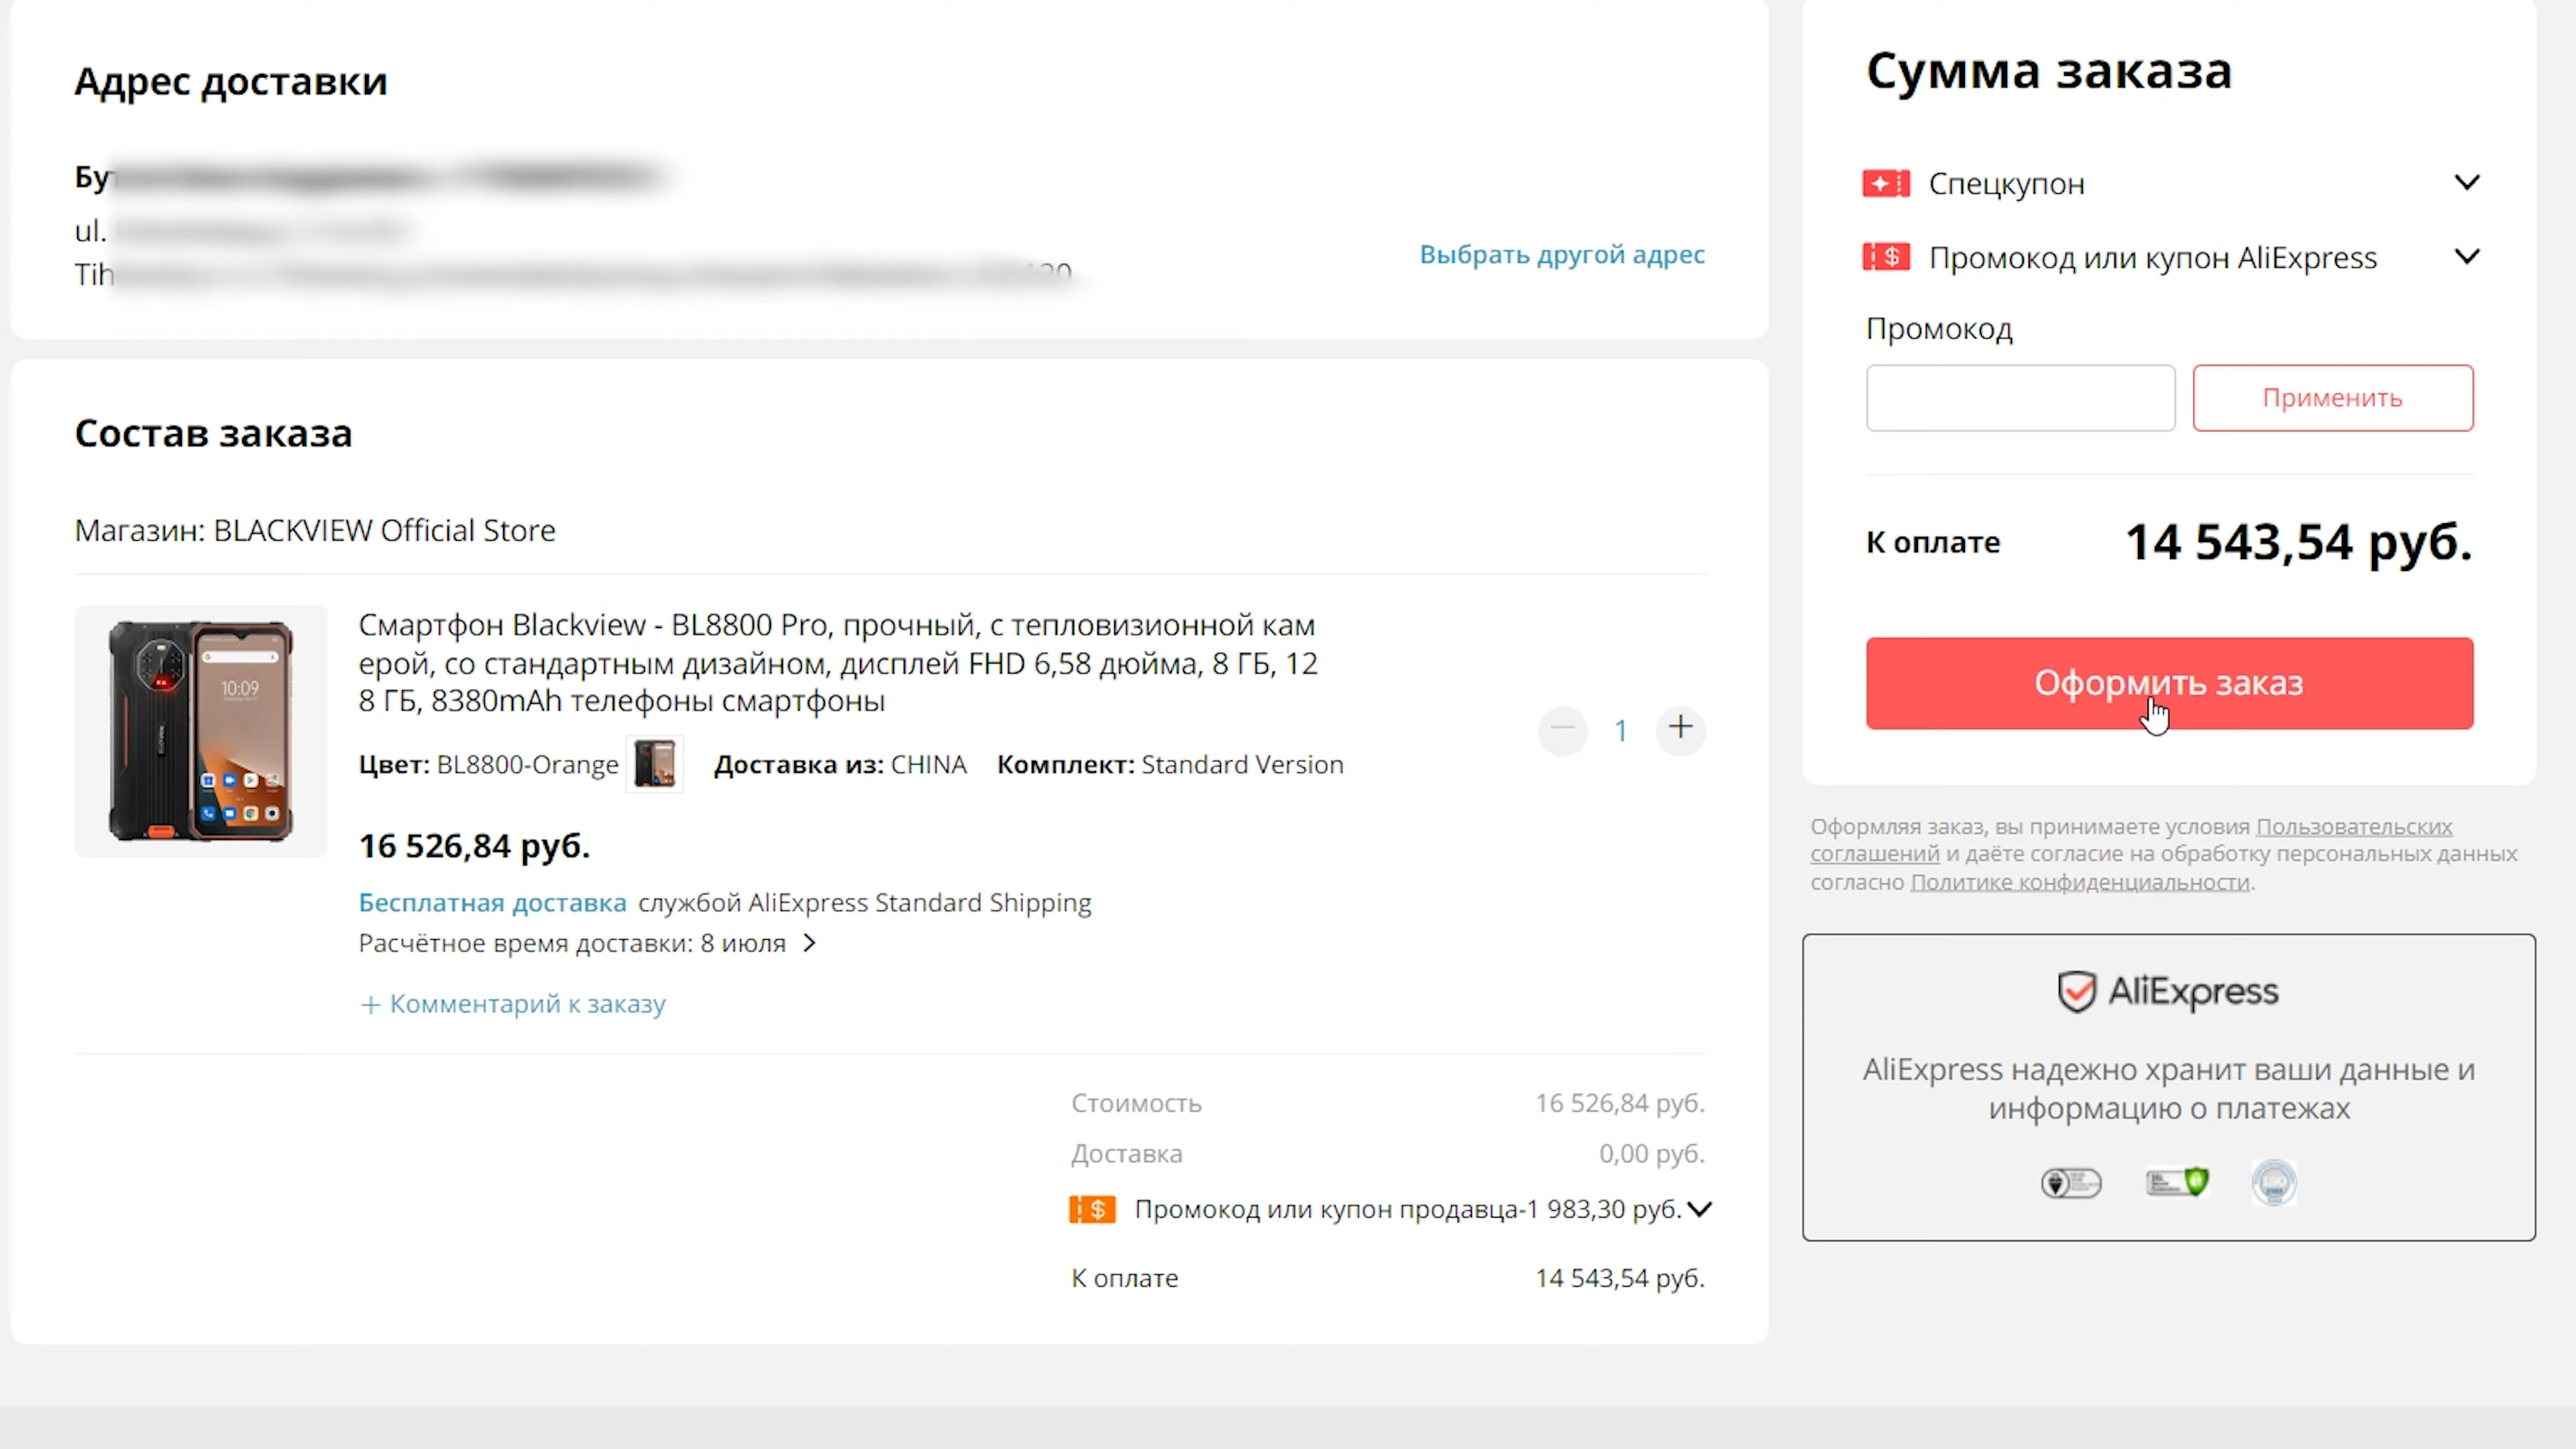 Адрес доставки
ul.
Выбрать другой адрес
Состав заказа
Магазин: BLACKVIEW Official Store
10:09
Смартфон Blackview - BL8800 Pro, прочный, с тепловизионной кам
ерой, со стандартным дизайном, дисплей FHD 6,58 дюйма, 8 ГБ, 12
8 ГБ, 8380mAh телефоны смартфоны
1
Цвет: BL8800-Orange Доставка из: CHINA Комплект: Standard Version
16 526,84 руб.
Бесплатная доставка службой AliExpress Standard Shipping
Расчётное время доставки: 8 июля
+ Комментарий к заказу
Стоимость 16 526,84 руб.
Доставка 0,00 руб.
Промокод или купон продавца-1 983,30 руб.
К оплате 14 543,54 руб.
Сумма заказа
Спецкупон
Промокод или купон AliExpress
Промокод
Применить
К оплате 14 543,54 руб.
Оформить заказ
Оформляя заказ, вы принимаете условия Пользовательских
соглашений и даёте согласие на обработку персональных данных
согласно Политике конфиденциальности.
AliExpress
AliExpress надежно хранит ваши данные и
информацию о платежах